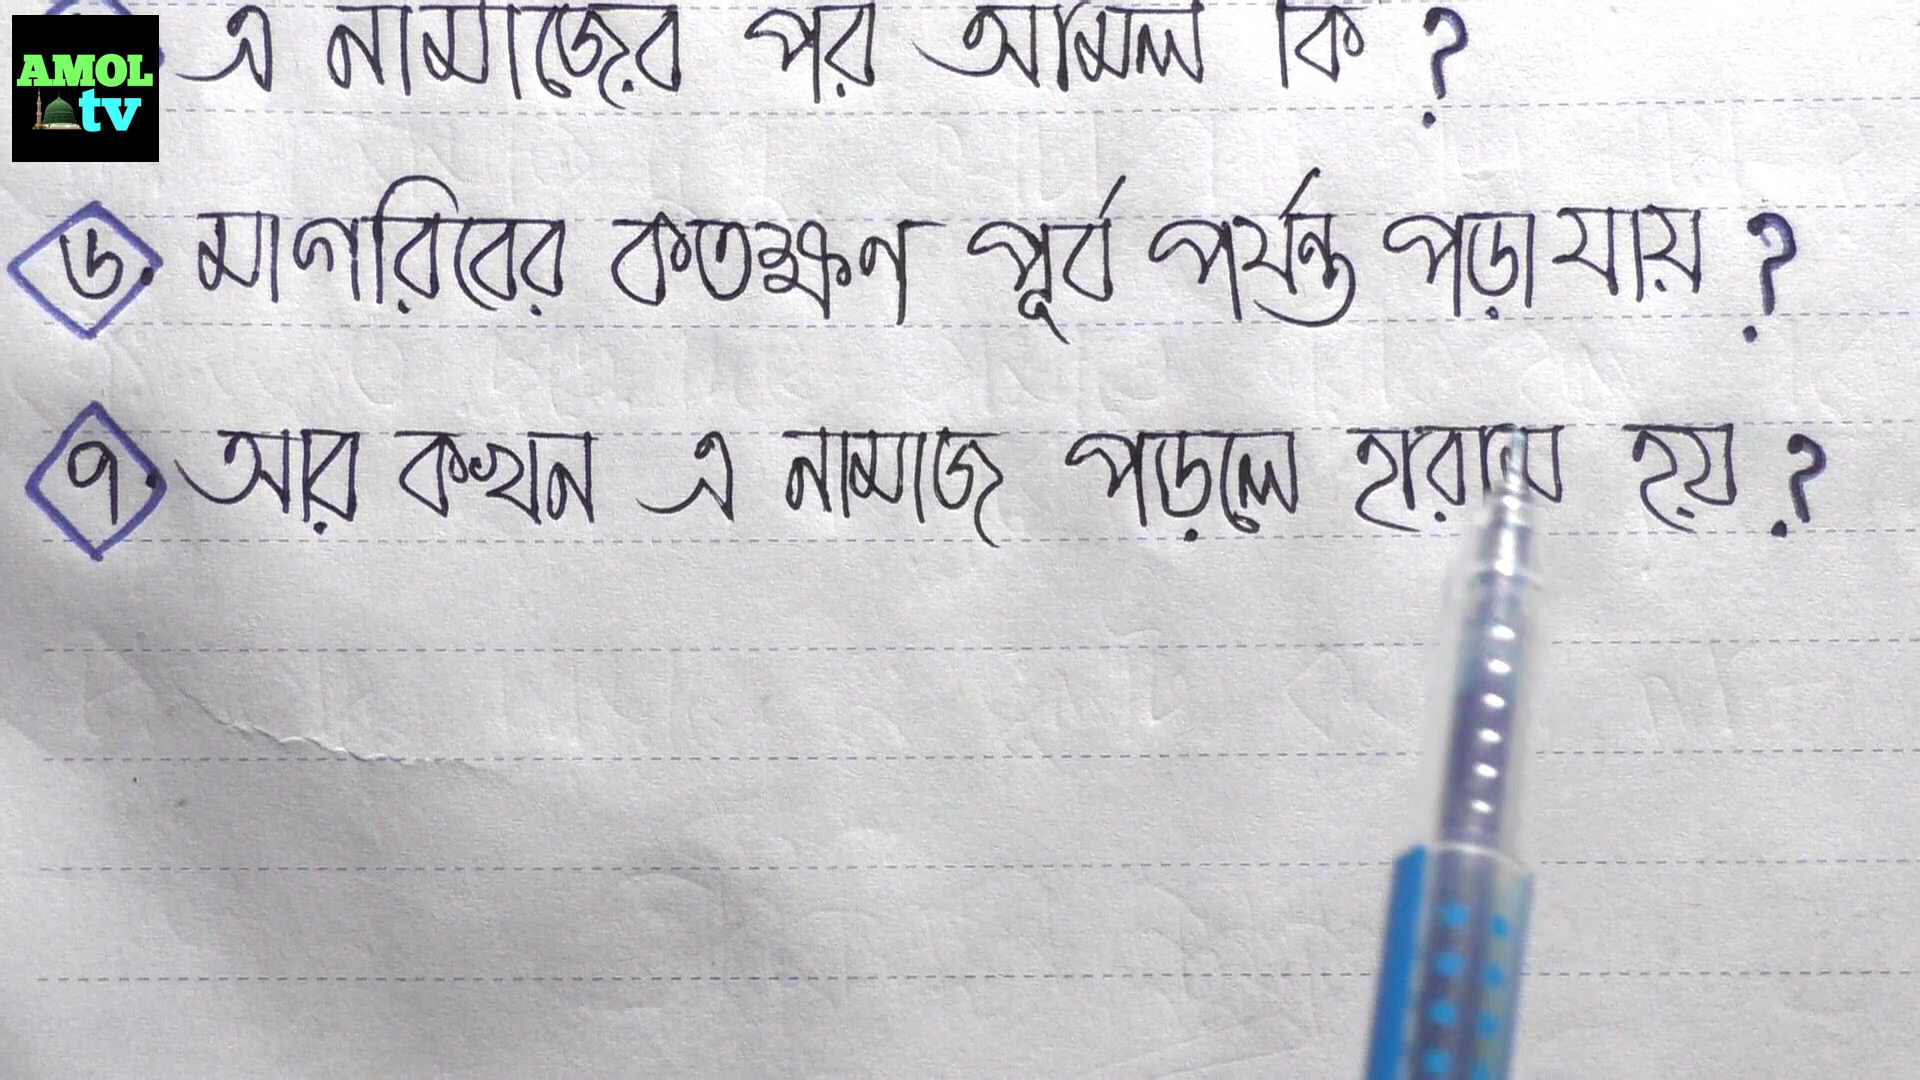 AMOL
tv
এ নামাজের পর আমল কি ?
৬. মাগরিবের কতক্ষণ পূর্ব পর্যন্ত পড়া যায় ?
৭. আর কখন এ নামাজ পড়লে হারাম হয় ?